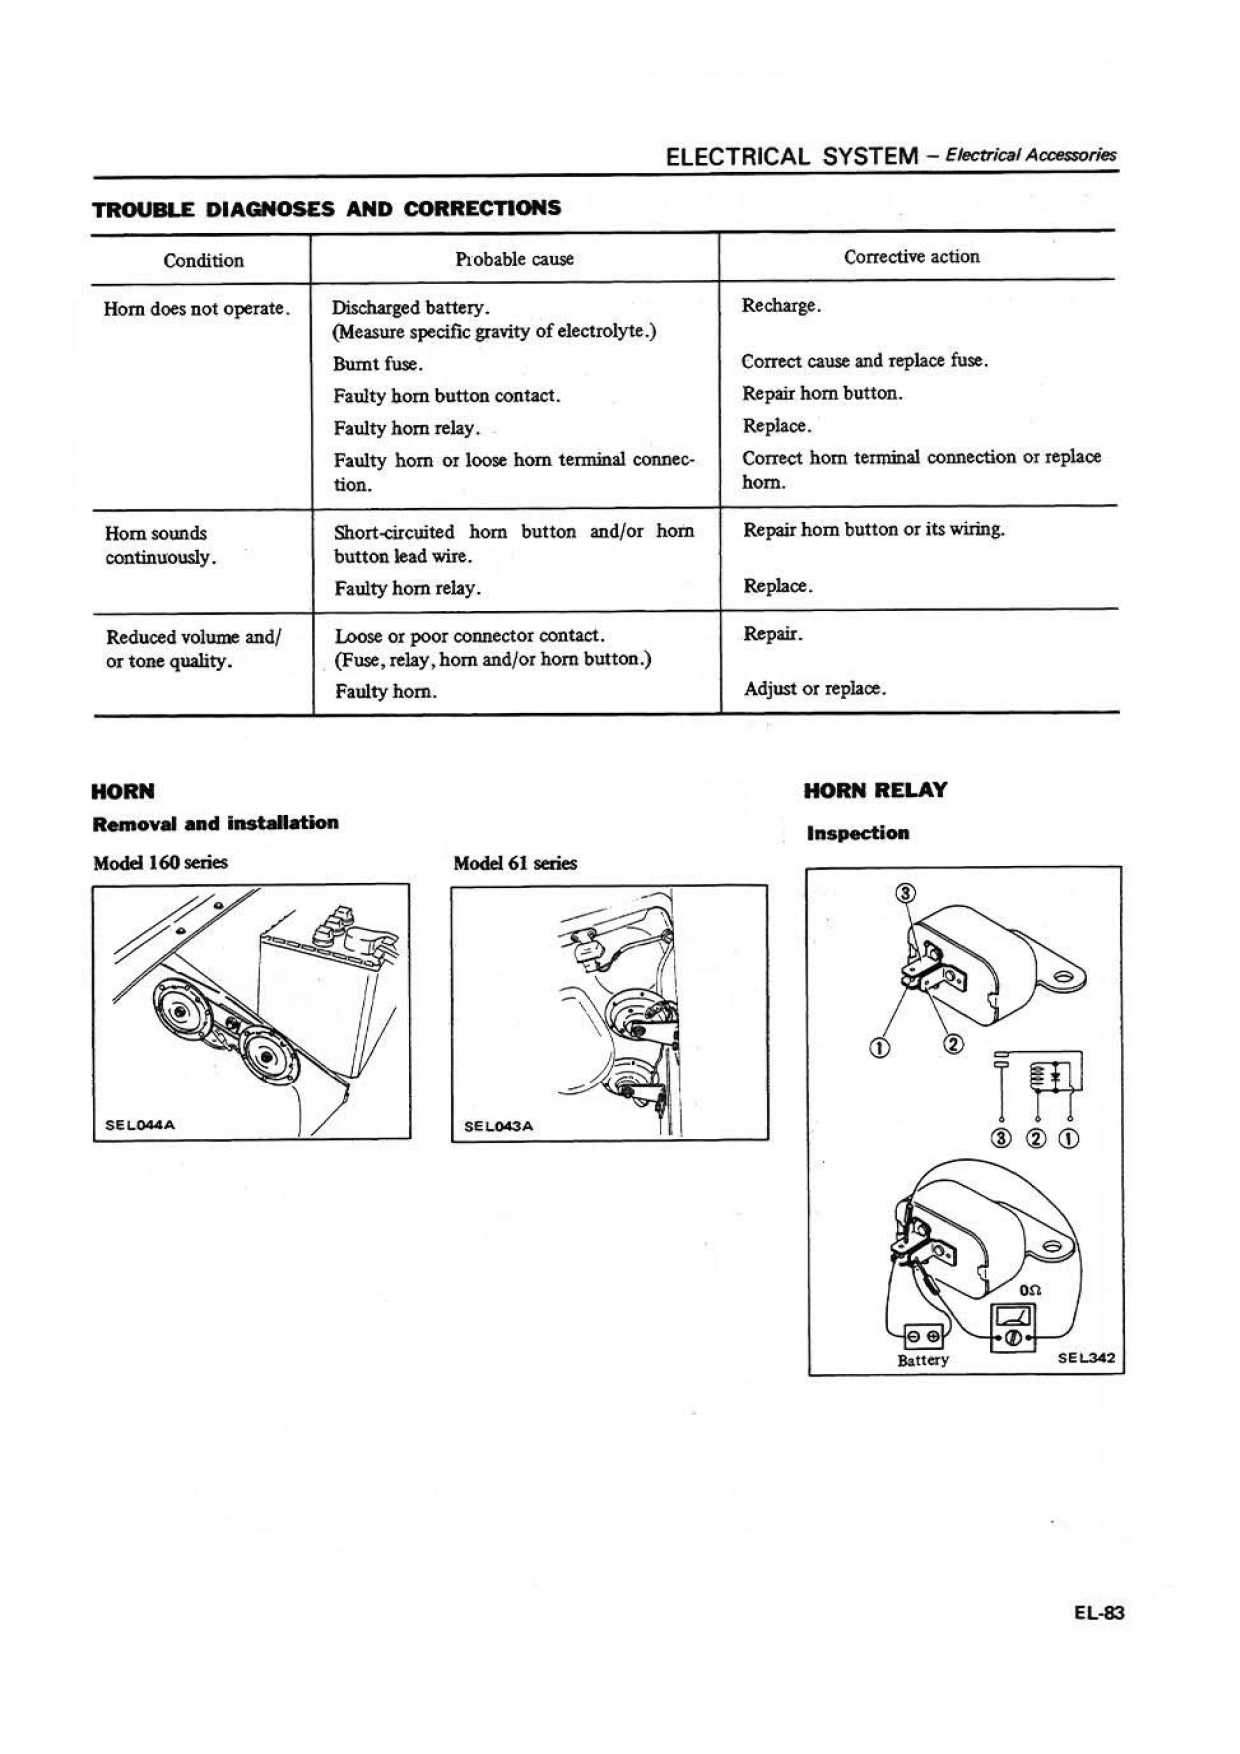 ELECTRICAL SYSTEM – Electrical Accessories
TROUBLE DIAGNOSES AND CORRECTIONS
Condition
Probable cause
Corrective action
Horn does not operate.
Discharged battery.
(Measure specific gravity of electrolyte.)
Recharge.
Burnt fuse.
Correct cause and replace fuse.
Faulty horn button contact.
Repair horn button.
Faulty horn relay.
Replace.
Faulty horn or loose horn terminal connec-
tion.
Correct horn terminal connection or replace
horn.
Horn sounds
continuously.
Short-circuited horn button and/or horn
button lead wire.
Repair horn button or its wiring.
Faulty horn relay.
Replace.
Reduced volume and/
or tone quality.
Loose or poor connector contact.
(Fuse, relay, horn and/or horn button.)
Repair.
Faulty horn.
Adjust or replace.
HORN
Removal and installation
Model 160 series
SEL044A
Model 61 series
SEL043A
HORN RELAY
Inspection
③
① ②
③ ② ①
0Ω
⊖ ⊕
Battery
SEL342
EL-83